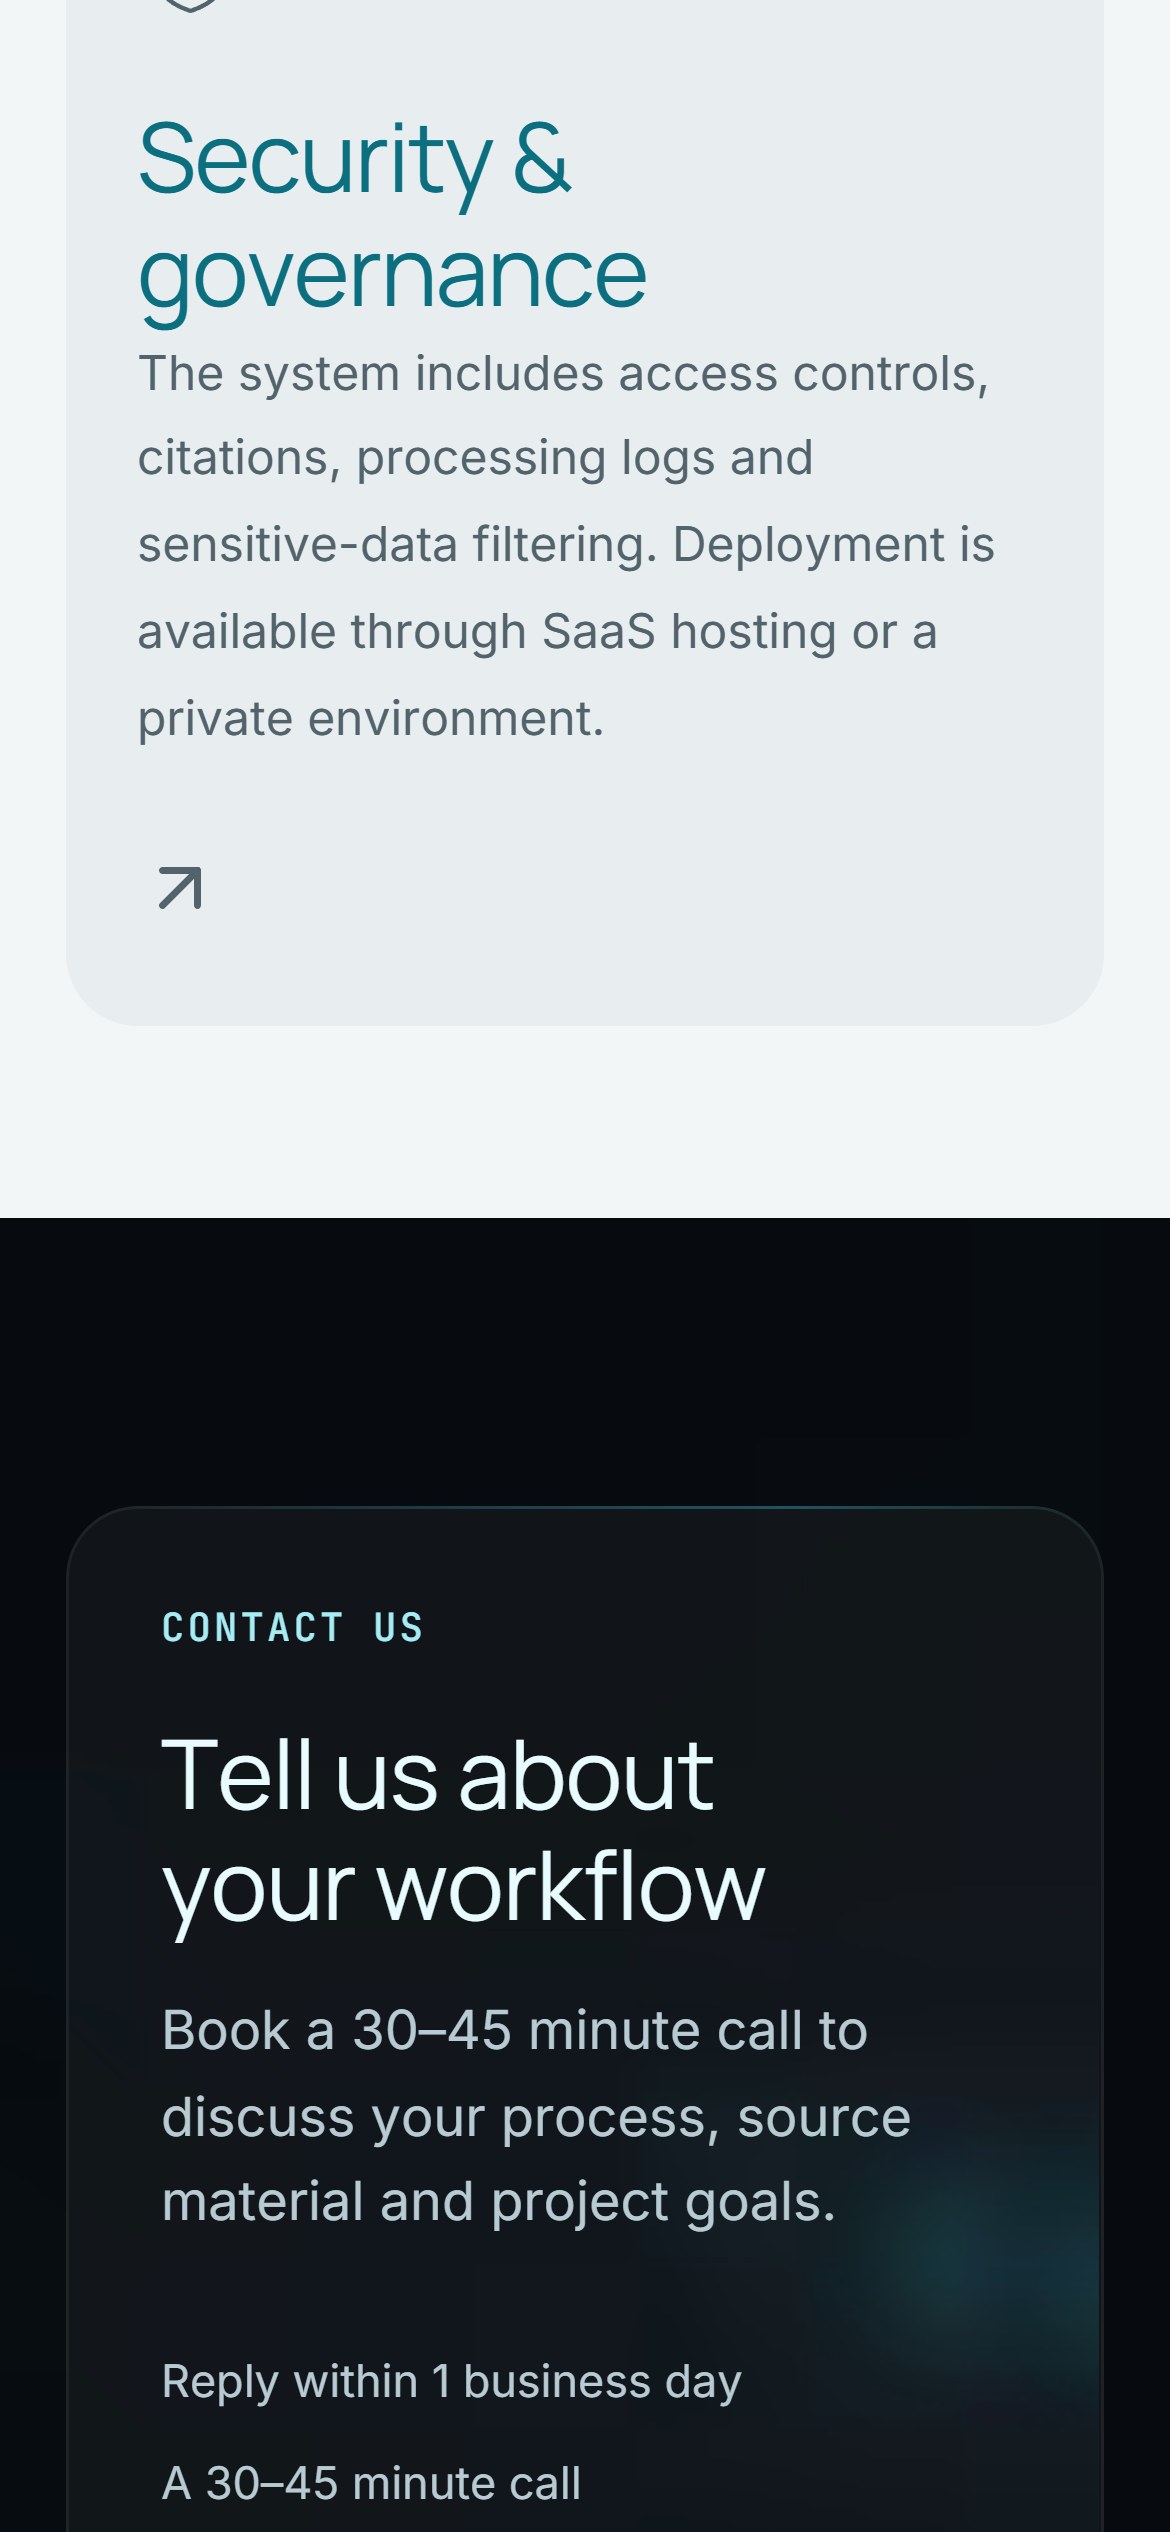 Security &
governance
The system includes access controls,
citations, processing logs and
sensitive-data filtering. Deployment is
available through SaaS hosting or a
private environment.
CONTACT US
Tell us about
your workflow
Book a 30–45 minute call to
discuss your process, source
material and project goals.
Reply within 1 business day
A 30–45 minute call